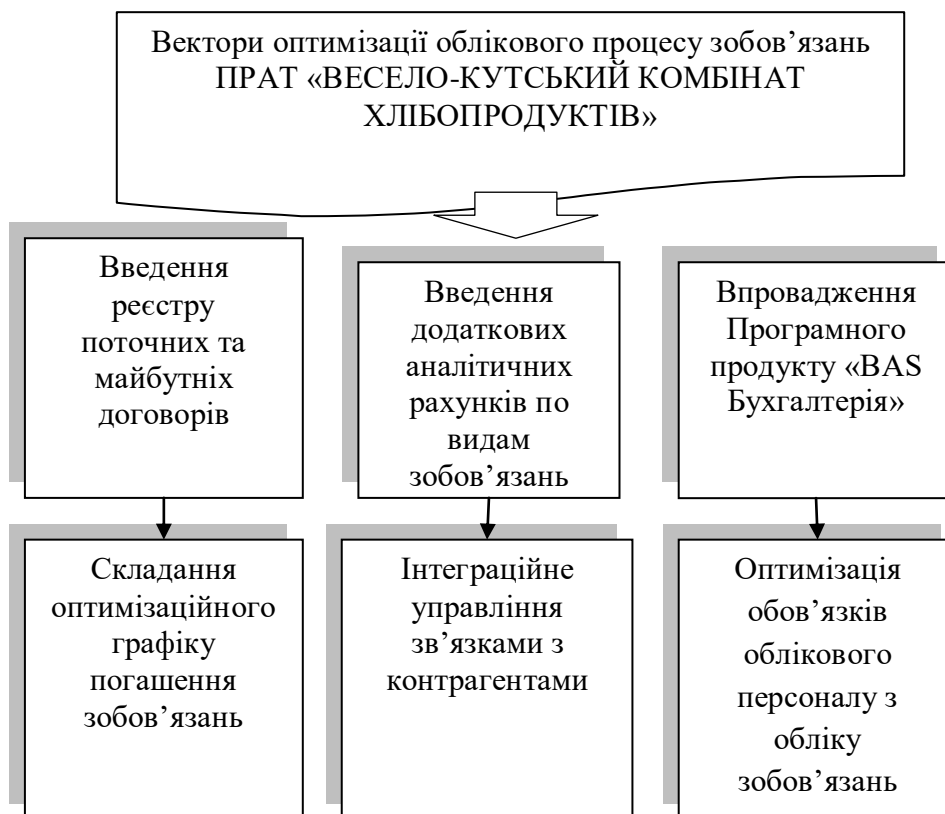 Вектори оптимізації облікового процесу зобов’язань
ПРАТ «ВЕСЕЛО-КУТСЬКИЙ КОМБІНАТ
ХЛІБОПРОДУКТІВ»
Введення
реєстру
поточних та
майбутніх
договорів
Введення
додаткових
аналітичних
рахунків по
видам
зобов’язань
Впровадження
Програмного
продукту «BAS
Бухгалтерія»
Складання
оптимізаційного
графіку
погашення
зобов’язань
Інтеграційне
управління
зв’язками з
контрагентами
Оптимізація
обов’язків
облікового
персоналу з
обліку
зобов’язань